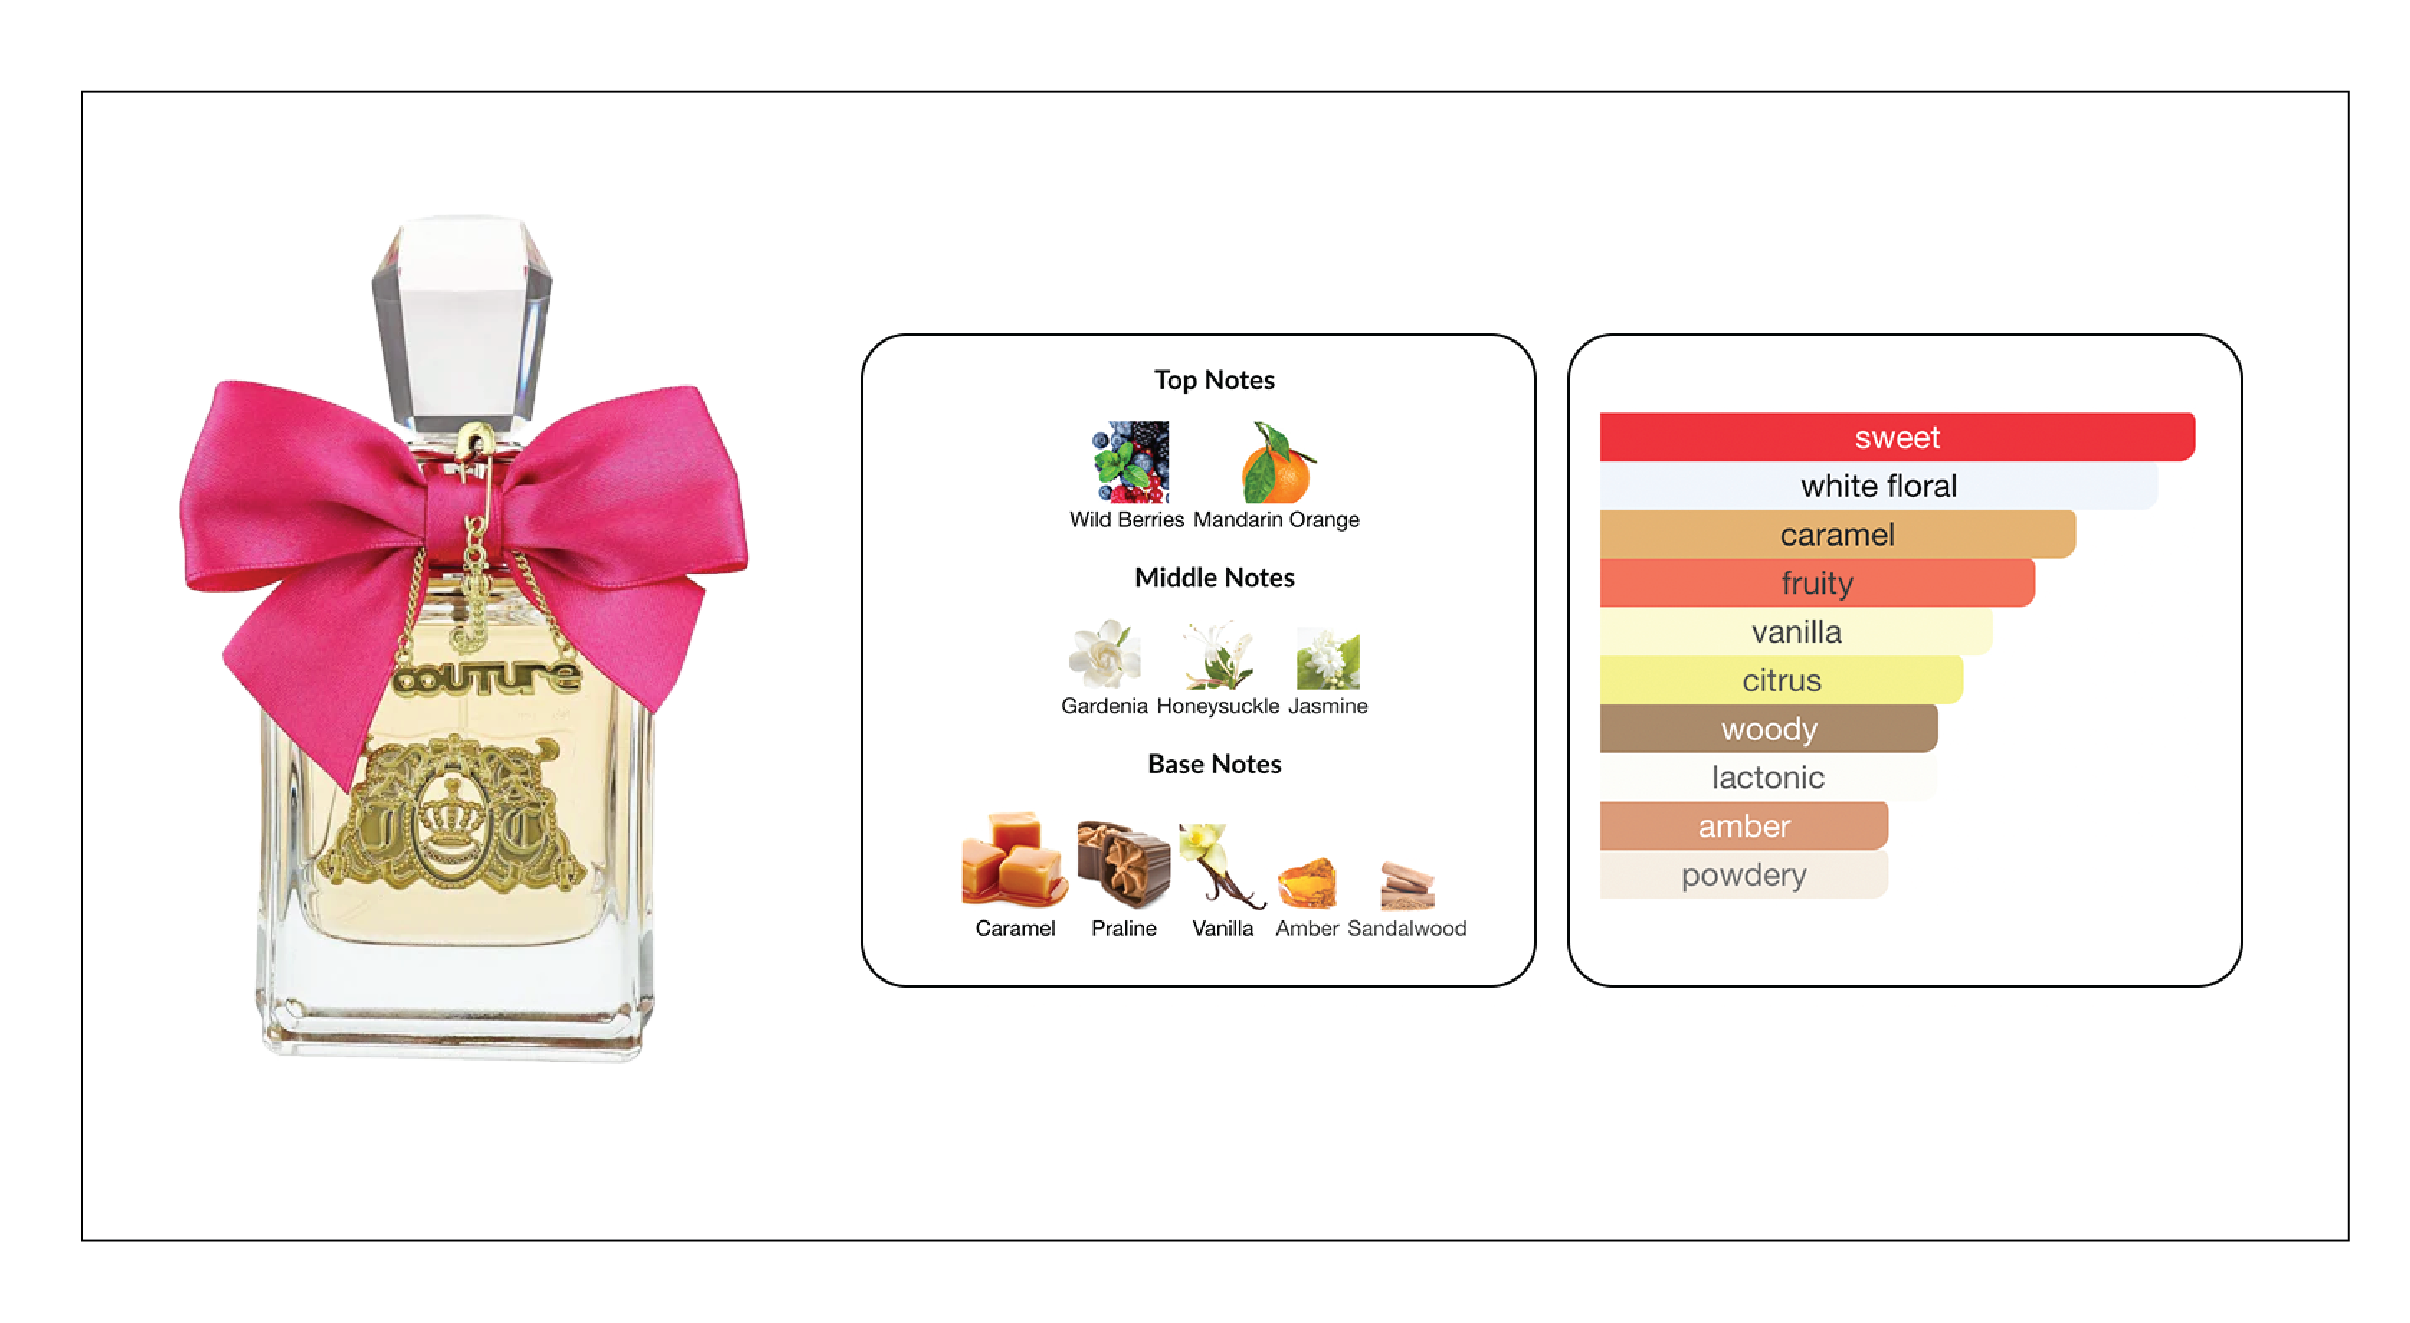 couture
J C
Top Notes
Wild Berries Mandarin Orange
Middle Notes
Gardenia Honeysuckle Jasmine
Base Notes
Caramel Praline Vanilla Amber Sandalwood
sweet
white floral
caramel
fruity
vanilla
citrus
woody
lactonic
amber
powdery